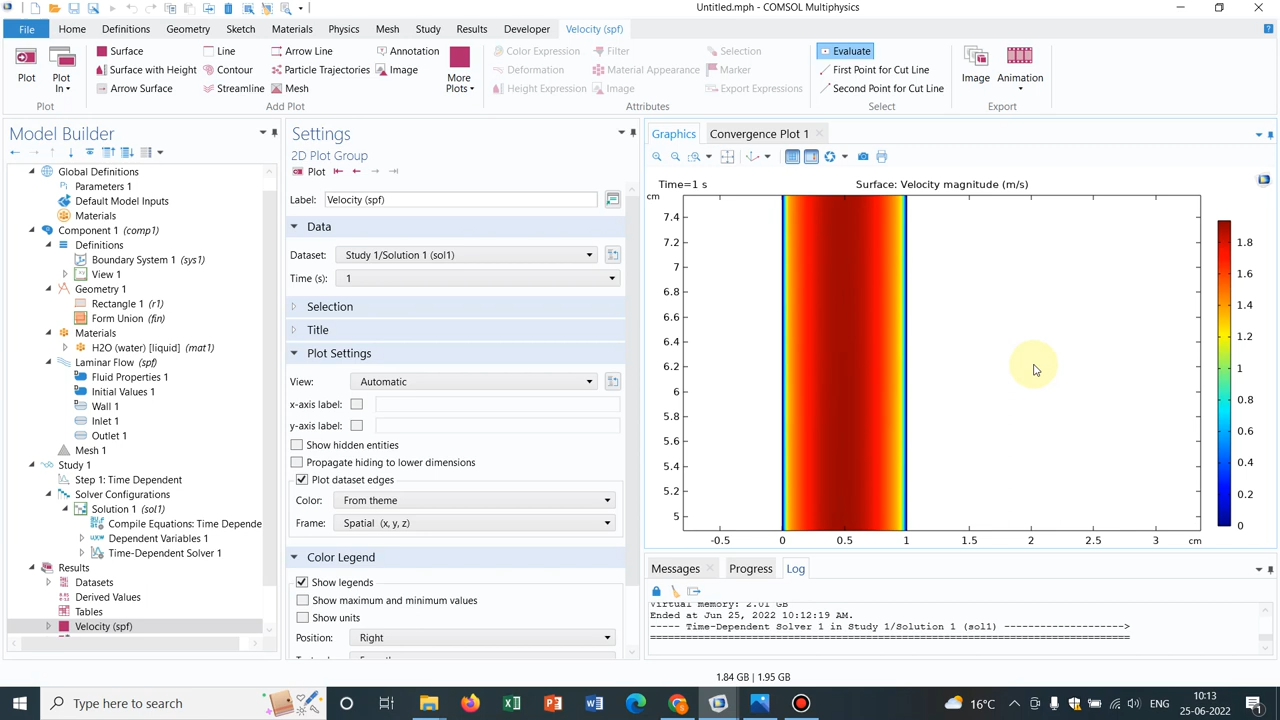 Untitled.mph - COMSOL Multiphysics
File Home Definitions Geometry Sketch Materials Physics Mesh Study Results Developer Velocity (spf)
Surface Line Arrow Line Annotation Color Expression Filter Selection Evaluate
Surface with Height Contour Particle Trajectories Image Deformation Material Appearance Marker First Point for Cut Line
Plot Plot In Arrow Surface Streamline Mesh More Plots Height Expression Image Export Expressions Second Point for Cut Line Image Animation
Plot Add Plot Attributes Select Export
Model Builder
Global Definitions
Parameters 1
Default Model Inputs
Materials
Component 1 (comp1)
Definitions
Boundary System 1 (sys1)
View 1
Geometry 1
Rectangle 1 (r1)
Form Union (fin)
Materials
H2O (water) [liquid] (mat1)
Laminar Flow (spf)
Fluid Properties 1
Initial Values 1
Wall 1
Inlet 1
Outlet 1
Mesh 1
Study 1
Step 1: Time Dependent
Solver Configurations
Solution 1 (sol1)
Compile Equations: Time Depende
Dependent Variables 1
Time-Dependent Solver 1
Results
Datasets
Derived Values
Tables
Velocity (spf)
Settings
2D Plot Group
Plot
Label: Velocity (spf)
Data
Dataset: Study 1/Solution 1 (sol1)
Time (s): 1
Selection
Title
Plot Settings
View: Automatic
x-axis label:
y-axis label:
Show hidden entities
Propagate hiding to lower dimensions
Plot dataset edges
Color: From theme
Frame: Spatial (x, y, z)
Color Legend
Show legends
Show maximum and minimum values
Show units
Position: Right
Graphics Convergence Plot 1
Time=1 s Surface: Velocity magnitude (m/s)
cm
7.4
7.2
7
6.8
6.6
6.4
6.2
6
5.8
5.6
5.4
5.2
5
-0.5 0 0.5 1 1.5 2 2.5 3 cm
1.8
1.6
1.4
1.2
1
0.8
0.6
0.4
0.2
0
Messages Progress Log
Virtual Memory: 2.01 GB
Ended at Jun 25, 2022 10:12:19 AM.
----- Time-Dependent Solver 1 in Study 1/Solution 1 (sol1) -------------------->
1.84 GB | 1.95 GB
Type here to search
16°C ENG 10:13
25-06-2022